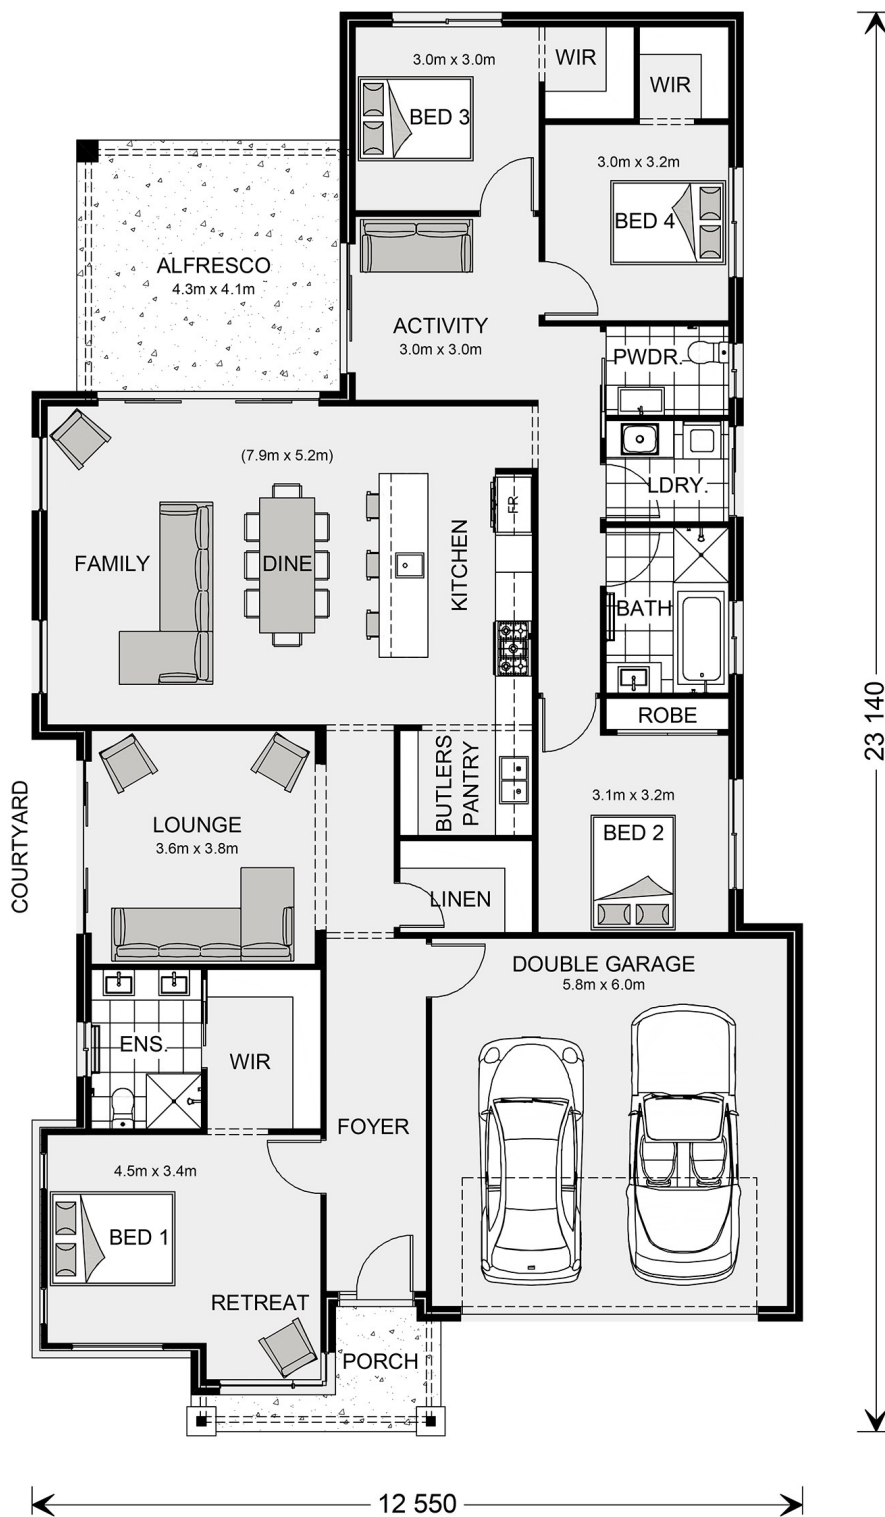 3.0m x 3.0m
BED 3
WIR
WIR
3.0m x 3.2m
BED 4
ALFRESCO
4.3m x 4.1m
ACTIVITY
3.0m x 3.0m
PWDR.
(7.9m x 5.2m)
FAMILY
DINE
KITCHEN
FR
LDRY.
BATH
ROBE
BUTLERS
PANTRY
3.1m x 3.2m
BED 2
COURTYARD
LOUNGE
3.6m x 3.8m
LINEN
DOUBLE GARAGE
5.8m x 6.0m
ENS.
WIR
FOYER
4.5m x 3.4m
BED 1
RETREAT
PORCH
23 140
12 550